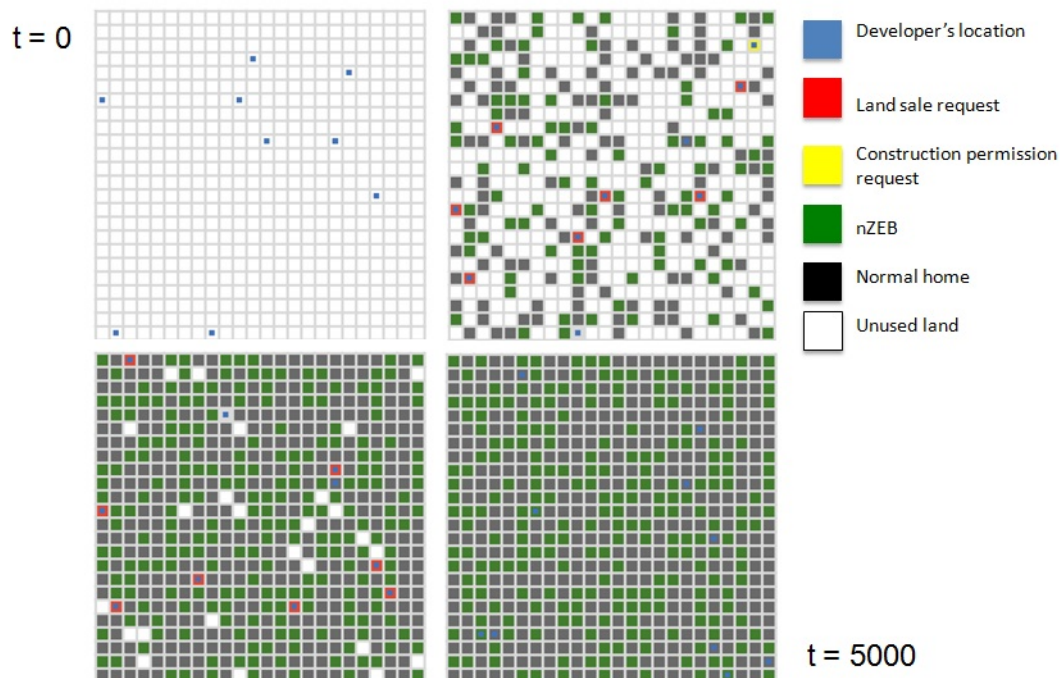 t = 0
Developer's location
Land sale request
Construction permission
request
nZEB
Normal home
Unused land
t = 5000